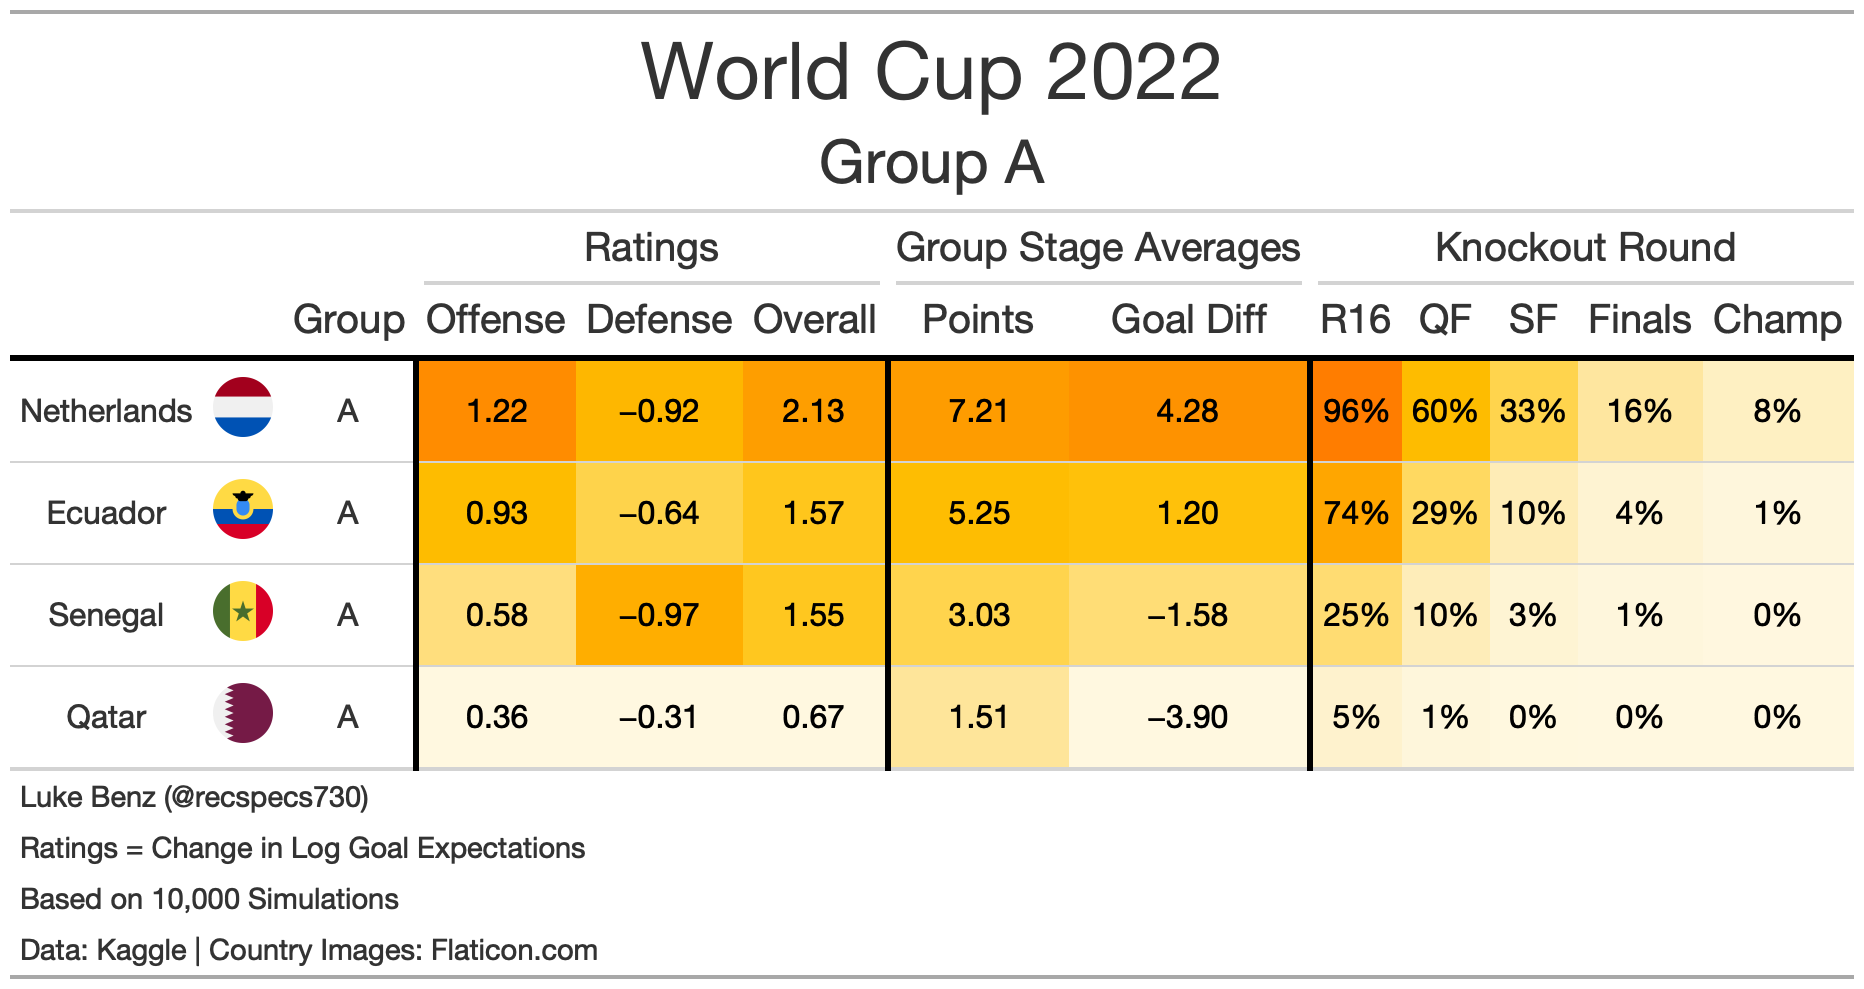 World Cup 2022
Group A
Ratings Group Stage Averages Knockout Round
Group Offense Defense Overall Points Goal Diff R16 QF SF Finals Champ
Netherlands A 1.22 −0.92 2.13 7.21 4.28 96% 60% 33% 16% 8%
Ecuador A 0.93 −0.64 1.57 5.25 1.20 74% 29% 10% 4% 1%
Senegal A 0.58 −0.97 1.55 3.03 −1.58 25% 10% 3% 1% 0%
Qatar A 0.36 −0.31 0.67 1.51 −3.90 5% 1% 0% 0% 0%
Luke Benz (@recspecs730)
Ratings = Change in Log Goal Expectations
Based on 10,000 Simulations
Data: Kaggle | Country Images: Flaticon.com